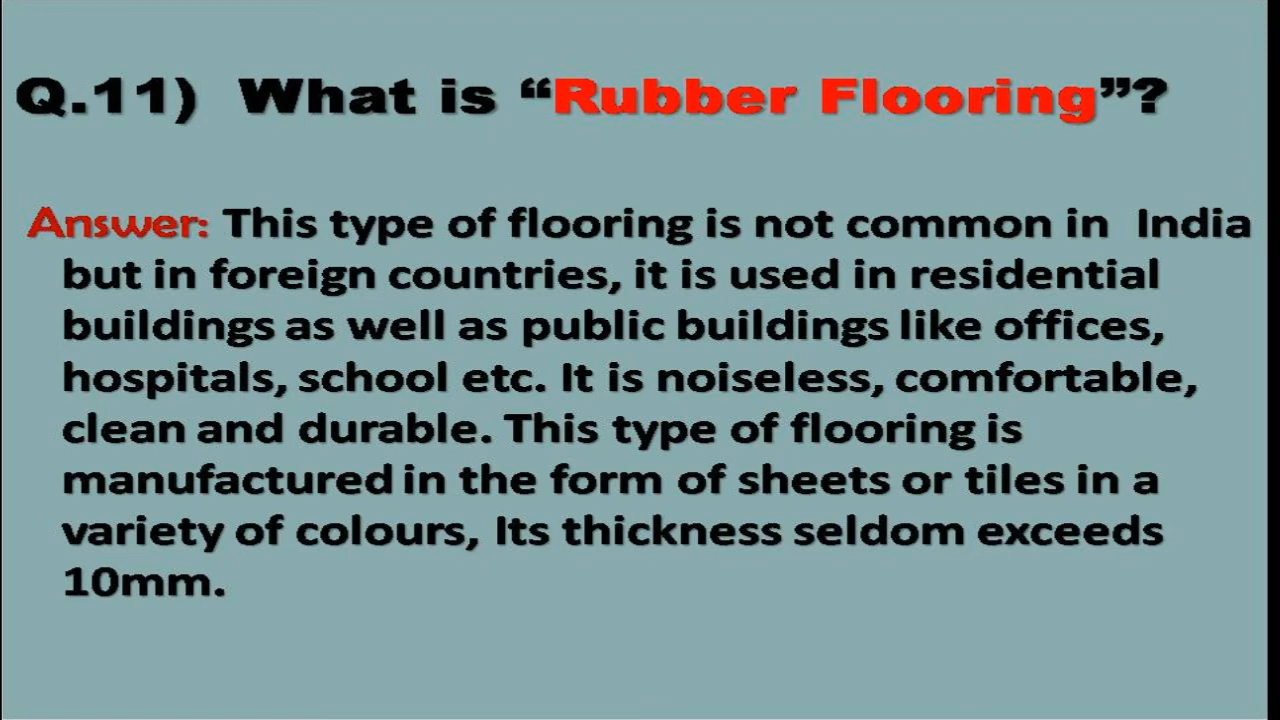 Q.11) What is “Rubber Flooring”?
Answer: This type of flooring is not common in India
but in foreign countries, it is used in residential
buildings as well as public buildings like offices,
hospitals, school etc. It is noiseless, comfortable,
clean and durable. This type of flooring is
manufactured in the form of sheets or tiles in a
variety of colours, Its thickness seldom exceeds
10mm.